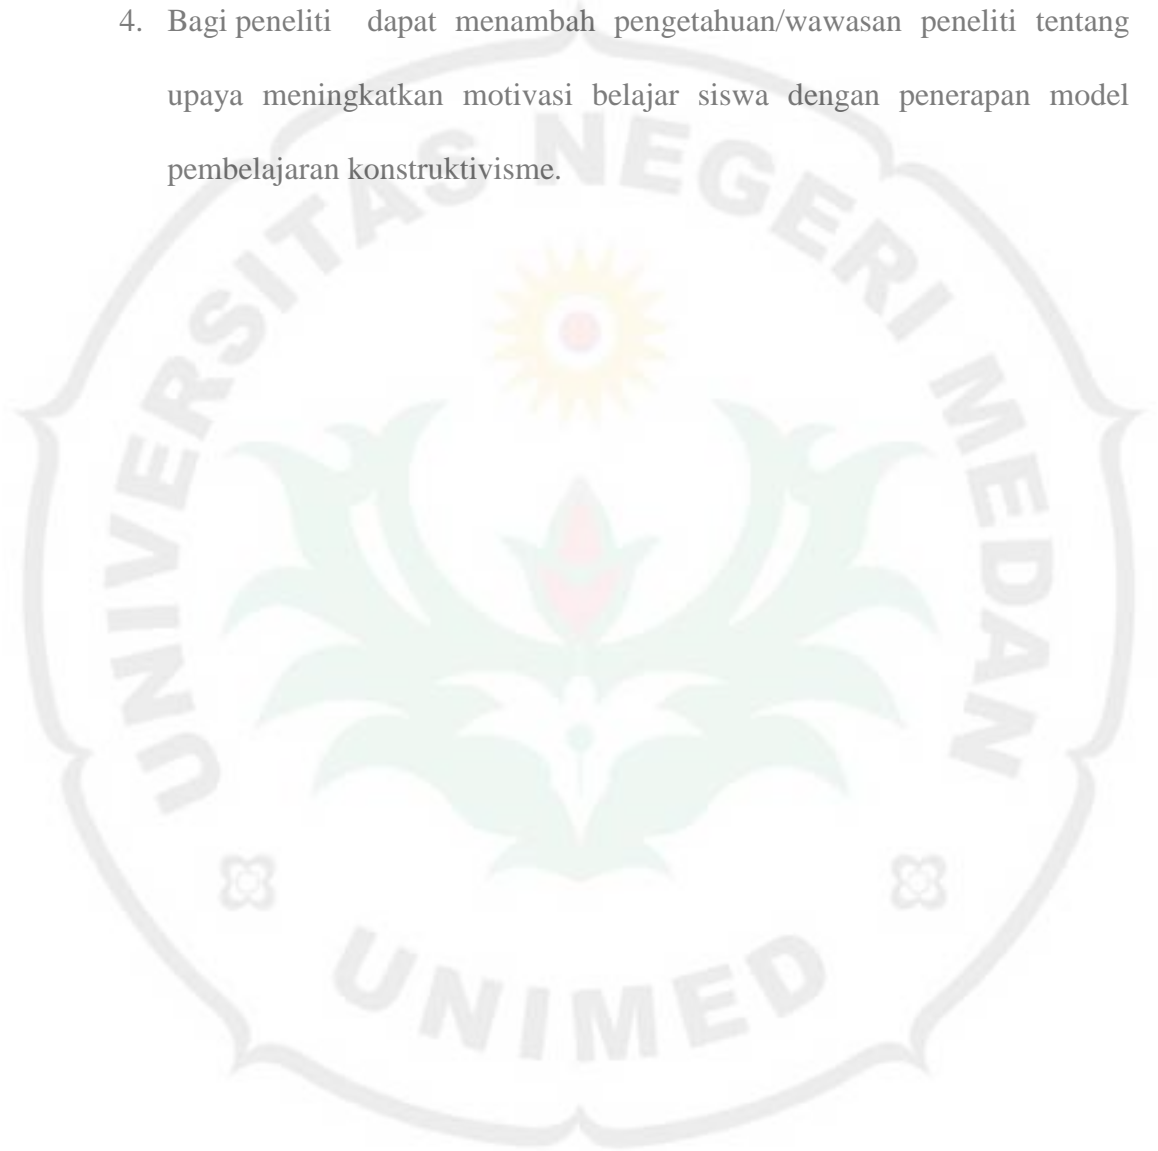 4. Bagi peneliti dapat menambah pengetahuan/wawasan peneliti tentang
upaya meningkatkan motivasi belajar siswa dengan penerapan model
pembelajaran konstruktivisme.
UNIVERSITAS NEGERI MEDAN
UNIMED